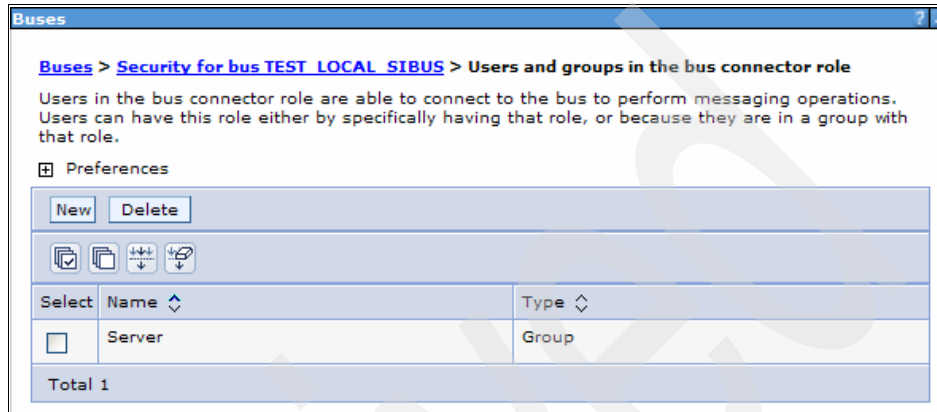 Buses ?
Buses > Security for bus TEST_LOCAL_SIBUS > Users and groups in the bus connector role
Users in the bus connector role are able to connect to the bus to perform messaging operations.
Users can have this role either by specifically having that role, or because they are in a group with
that role.
Preferences
New Delete
Select Name Type
Server Group
Total 1